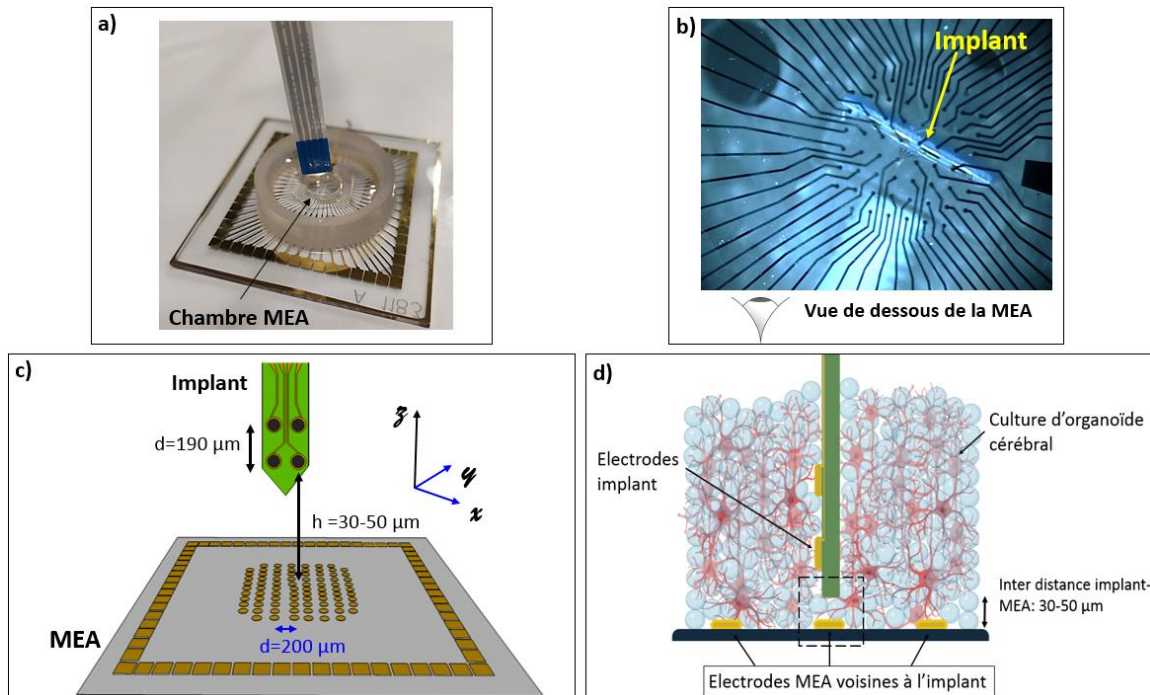 a)
Chambre MEA
A 1183
b)
Implant
Vue de dessous de la MEA
c)
Implant
d=190 µm
z
y
x
h =30-50 µm
MEA
d=200 µm
d)
Culture d'organoïde
cérébral
Electrodes
implant
Inter distance implant-
MEA: 30-50 µm
Electrodes MEA voisines à l'implant